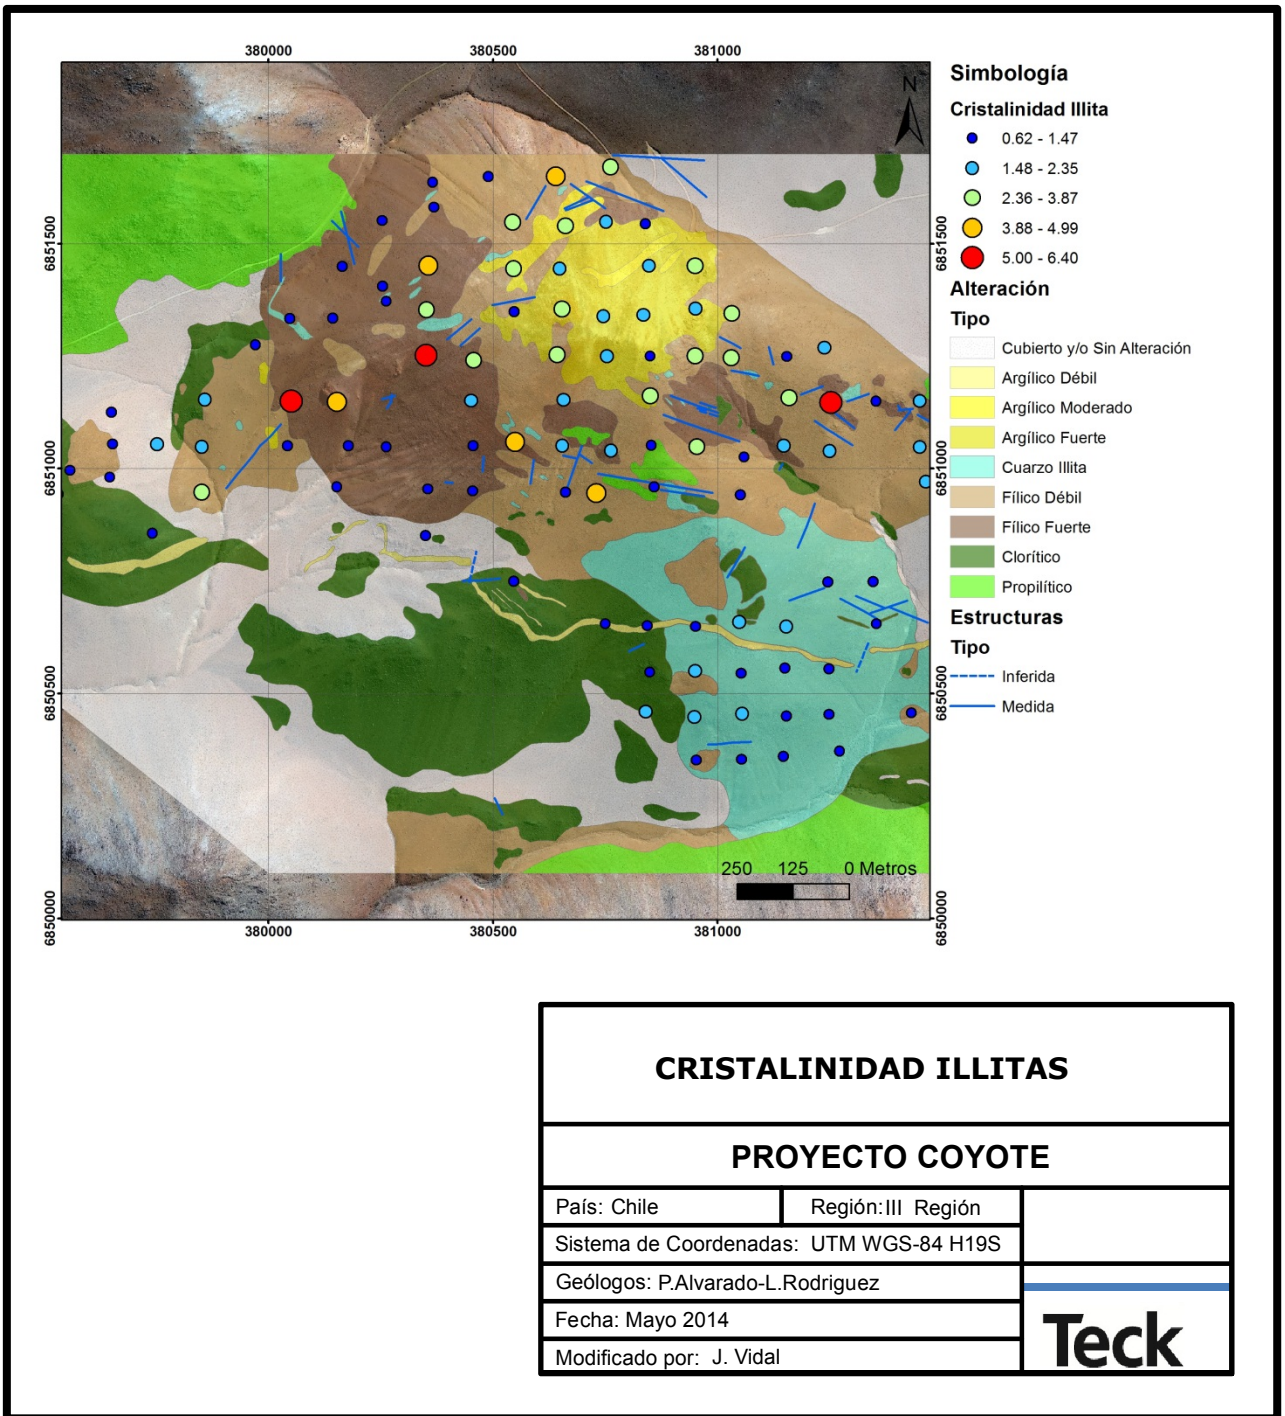 380000 380500 381000
N
6851500 6851000 6850500 6850000
6851500 6851000 6850500 6850000
250 125 0 Metros
380000 380500 381000
Simbología
Cristalinidad Illita
0.62 - 1.47
1.48 - 2.35
2.36 - 3.87
3.88 - 4.99
5.00 - 6.40
Alteración
Tipo
Cubierto y/o Sin Alteración
Argílico Débil
Argílico Moderado
Argílico Fuerte
Cuarzo Illita
Fílico Débil
Fílico Fuerte
Clorítico
Propilítico
Estructuras
Tipo
Inferida
Medida
CRISTALINIDAD ILLITAS
PROYECTO COYOTE
País: Chile
Región:III Región
Sistema de Coordenadas: UTM WGS-84 H19S
Geólogos: P.Alvarado-L.Rodriguez
Fecha: Mayo 2014
Modificado por: J. Vidal
Teck